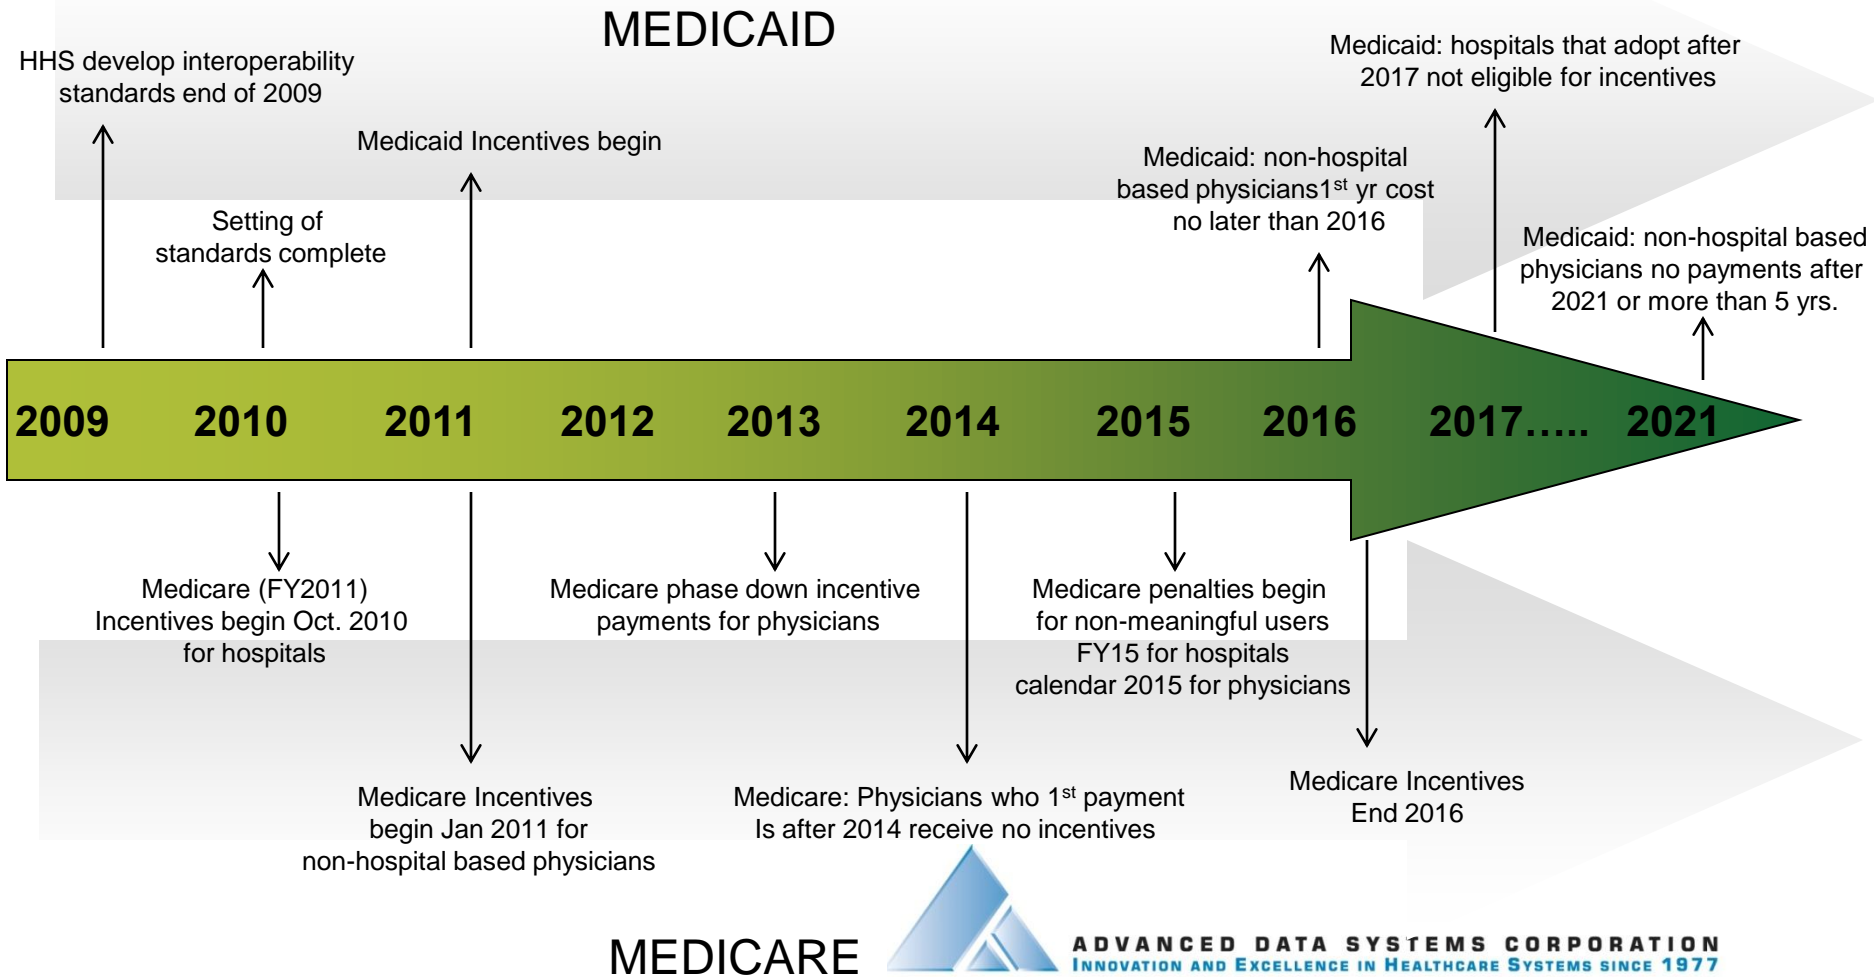 MEDICAID
HHS develop interoperability
standards end of 2009
Setting of
standards complete
Medicaid Incentives begin
Medicaid: non-hospital
based physicians1st yr cost
no later than 2016
Medicaid: hospitals that adopt after
2017 not eligible for incentives
Medicaid: non-hospital based
physicians no payments after
2021 or more than 5 yrs.
2009 2010 2011 2012 2013 2014 2015 2016 2017….. 2021
Medicare (FY2011)
Incentives begin Oct. 2010
for hospitals
Medicare Incentives
begin Jan 2011 for
non-hospital based physicians
Medicare phase down incentive
payments for physicians
Medicare: Physicians who 1st payment
Is after 2014 receive no incentives
Medicare penalties begin
for non-meaningful users
FY15 for hospitals
calendar 2015 for physicians
Medicare Incentives
End 2016
MEDICARE
ADVANCED DATA SYSTEMS CORPORATION
INNOVATION AND EXCELLENCE IN HEALTHCARE SYSTEMS SINCE 1977